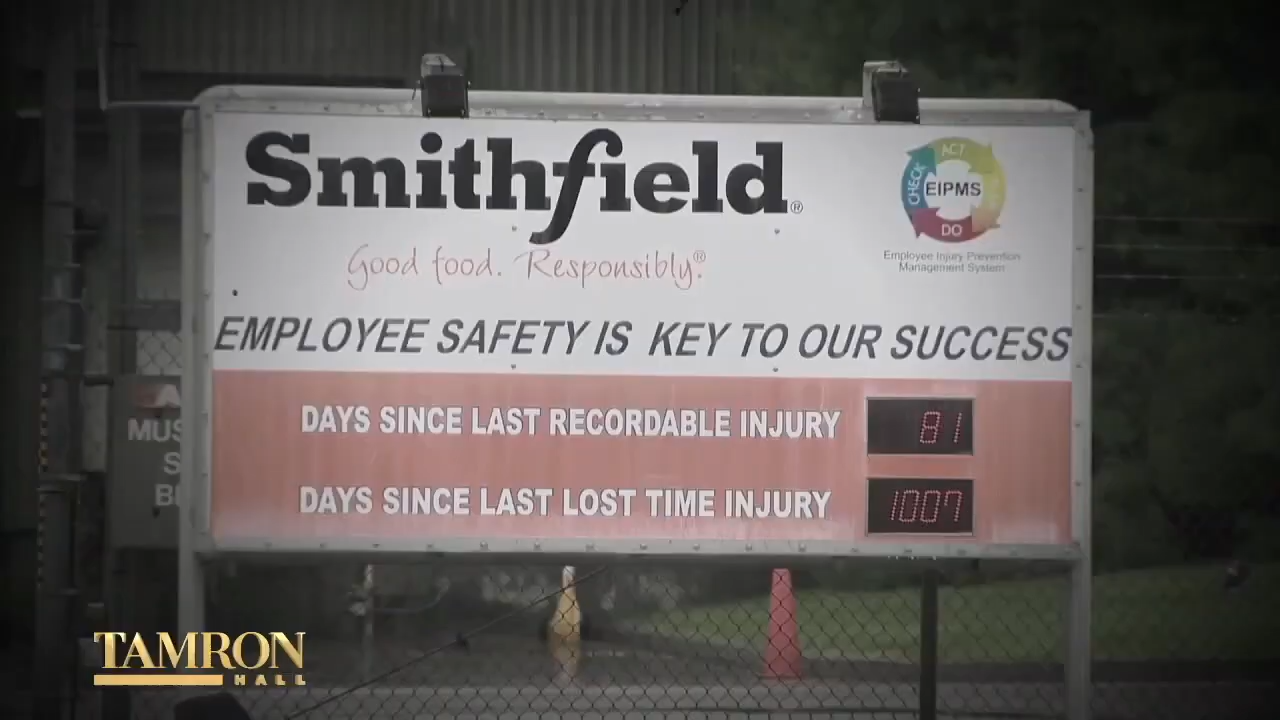 Smithfield®
Good food. Responsibly.®
ACT
CHECK
EIPMS
DO
Employee Injury Prevention
Management System
EMPLOYEE SAFETY IS KEY TO OUR SUCCESS
DAYS SINCE LAST RECORDABLE INJURY 81
DAYS SINCE LAST LOST TIME INJURY 1007
MUS
S
TAMRON
HALL